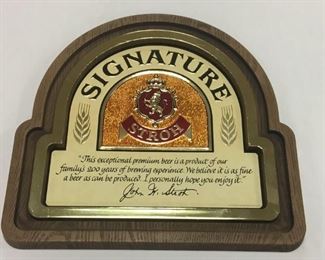 SIGNATURE
STROH
"This exceptional premium beer is a product of our
family's 200 years of brewing experience. We believe it is as fine
a beer as can be produced. I personally hope you enjoy it."
John W. Stroh